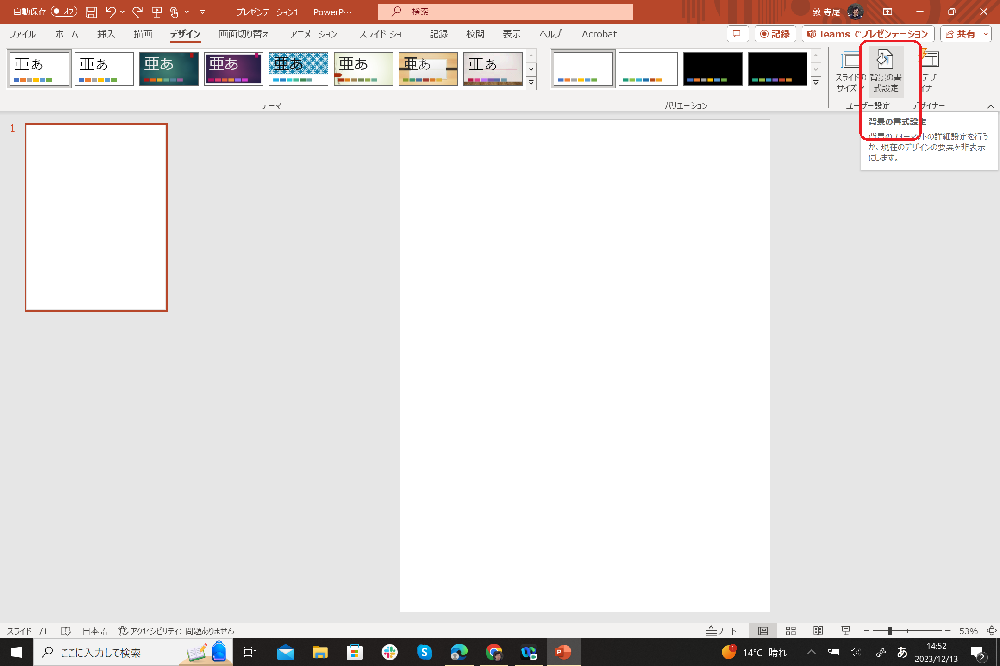 自動保存 オフ プレゼンテーション1 - PowerP… 検索 敦 寺尾
ファイル ホーム 挿入 描画 デザイン 画面切り替え アニメーション スライド ショー 記録 校閲 表示 ヘルプ Acrobat 記録 Teams でプレゼンテーション 共有
亜あ 亜あ 亜あ 亜あ 亜あ 亜あ 亜あ 亜あ
スライドの
サイズ
背景の書
式設定
デザ
イナー
テーマ バリエーション ユーザー設定 デザイナー
背景の書式設定
背景のフォーマットの詳細設定を行う
か、現在のデザインの要素を非表示
にします。
1
スライド 1/1 日本語 アクセシビリティ: 問題ありません ノート 53%
ここに入力して検索 1 14°C 晴れ あ 14:52
2023/12/13 2